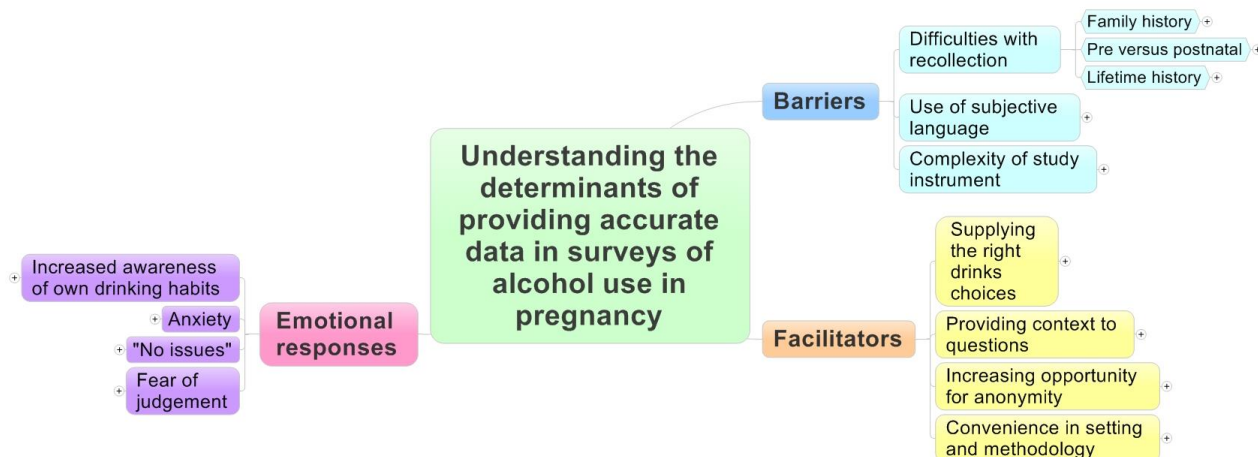 Understanding the
determinants of
providing accurate
data in surveys of
alcohol use in
pregnancy
Barriers
Difficulties with
recollection
Family history
Pre versus postnatal
Lifetime history
Use of subjective
language
Complexity of study
instrument
Facilitators
Supplying
the right
drinks
choices
Providing context to
questions
Increasing opportunity
for anonymity
Convenience in setting
and methodology
Emotional
responses
Increased awareness
of own drinking habits
Anxiety
"No issues"
Fear of
judgement